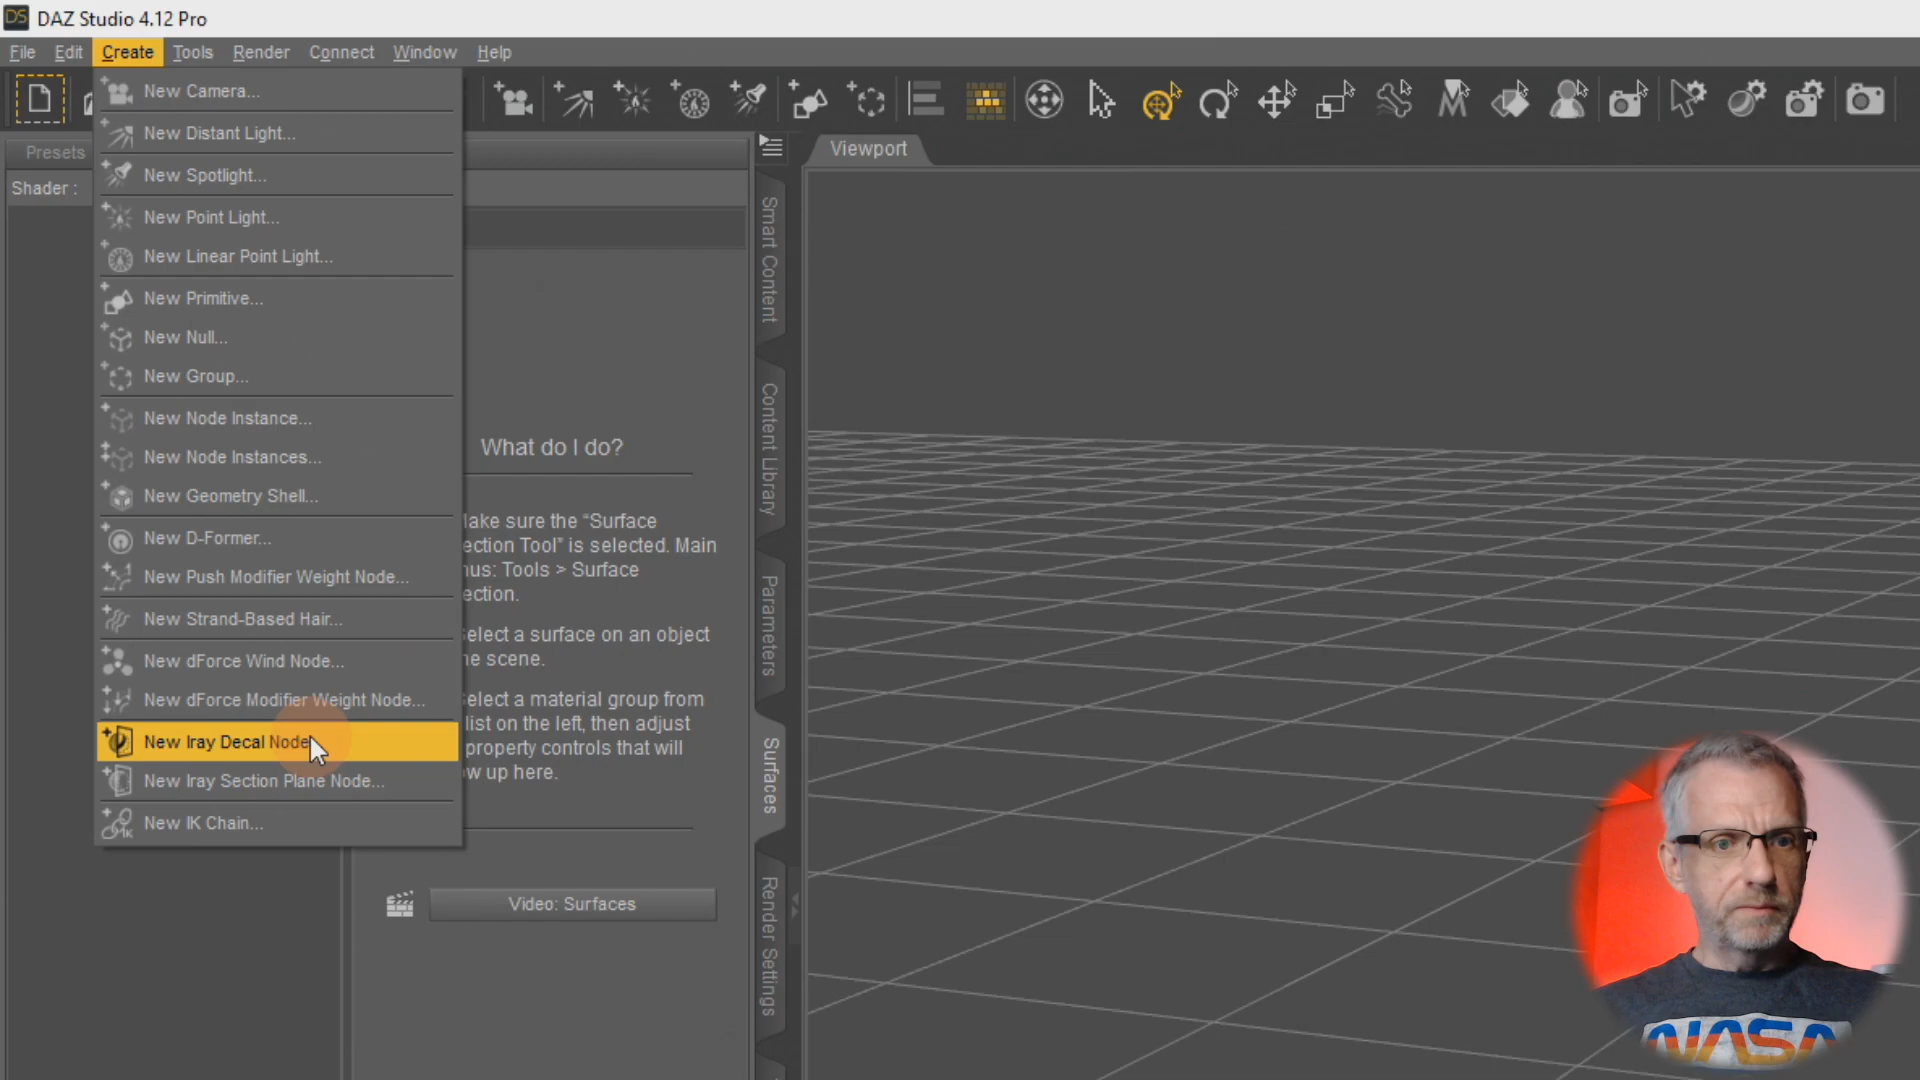 DS DAZ Studio 4.12 Pro
File Edit Create Tools Render Connect Window Help
New Camera...
New Distant Light...
New Spotlight...
New Point Light...
New Linear Point Light...
New Primitive...
New Null...
New Group...
New Node Instance...
New Node Instances...
New Geometry Shell...
New D-Former...
New Push Modifier Weight Node...
New Strand-Based Hair...
New dForce Wind Node...
New dForce Modifier Weight Node...
New Iray Decal Node
New Iray Section Plane Node...
New IK Chain...
Presets
Shader :
What do I do?
ake sure the “Surface
ection Tool” is selected. Main
nus: Tools > Surface
ection.
elect a surface on an object
he scene.
elect a material group from
list on the left, then adjust
property controls that will
w up here.
Video: Surfaces
Smart Content
Content Library
Parameters
Surfaces
Render Settings
Viewport
NASA